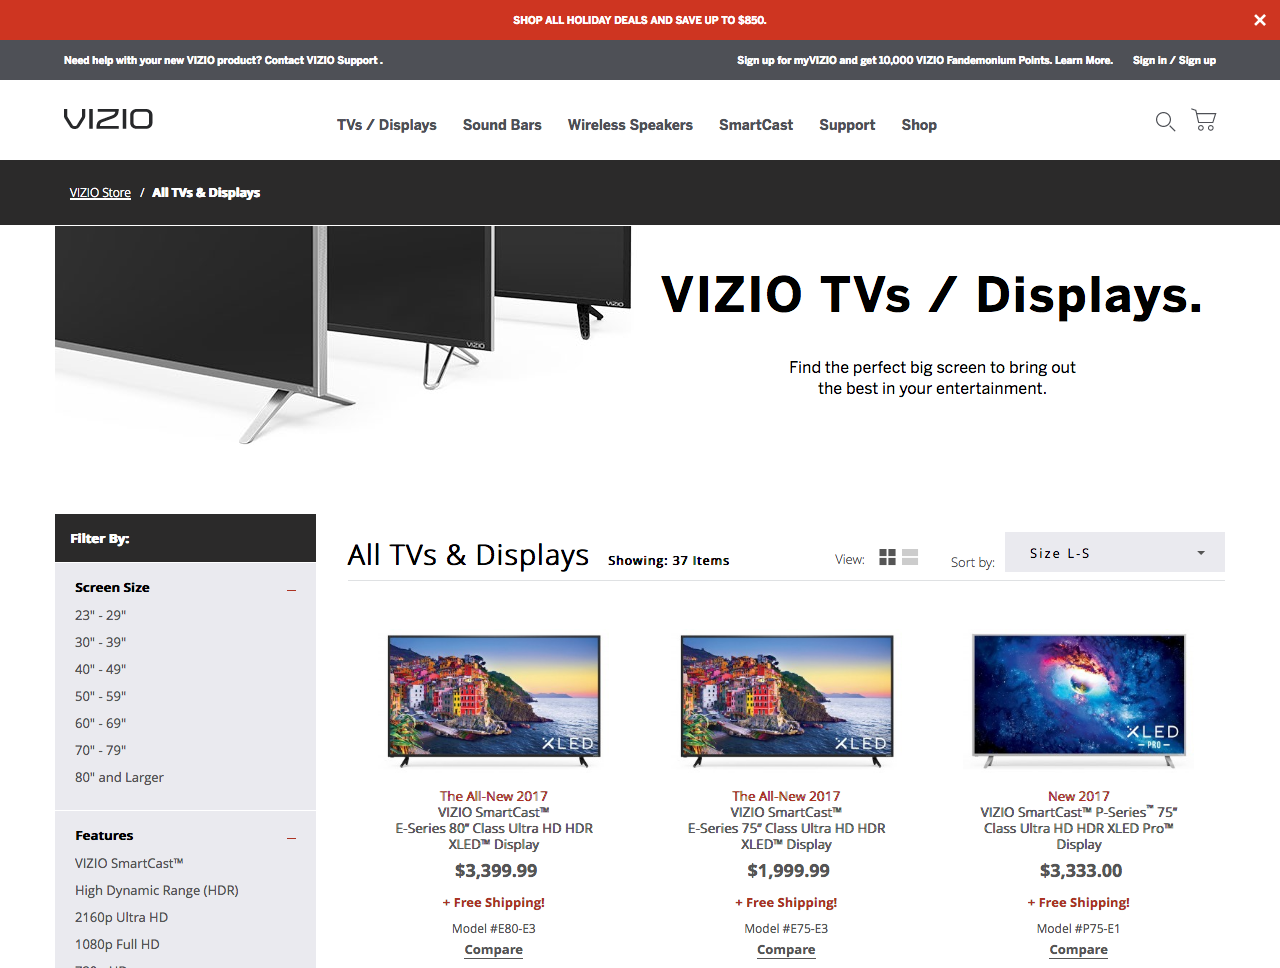 SHOP ALL HOLIDAY DEALS AND SAVE UP TO $850.
Need help with your new VIZIO product? Contact VIZIO Support .
Sign up for myVIZIO and get 10,000 VIZIO Fandemonium Points. Learn More.
Sign in / Sign up
VIZIO
TVs / Displays
Sound Bars
Wireless Speakers
SmartCast
Support
Shop
VIZIO Store / All TVs & Displays
VIZIO
VIZIO
VIZIO TVs / Displays.
Find the perfect big screen to bring out
the best in your entertainment.
Filter By:
Screen Size
23" - 29"
30" - 39"
40" - 49"
50" - 59"
60" - 69"
70" - 79"
80" and Larger
Features
VIZIO SmartCast™
High Dynamic Range (HDR)
2160p Ultra HD
1080p Full HD
All TVs & Displays
Showing: 37 Items
View:
Sort by:
Size L-S
XLED
The All-New 2017
VIZIO SmartCast™
E-Series 80” Class Ultra HD HDR
XLED™ Display
$3,399.99
+ Free Shipping!
Model #E80-E3
Compare
XLED
The All-New 2017
VIZIO SmartCast™
E-Series 75” Class Ultra HD HDR
XLED™ Display
$1,999.99
+ Free Shipping!
Model #E75-E3
Compare
XLED
PRO
New 2017
VIZIO SmartCast™ P-Series™ 75”
Class Ultra HD HDR XLED Pro™
Display
$3,333.00
+ Free Shipping!
Model #P75-E1
Compare